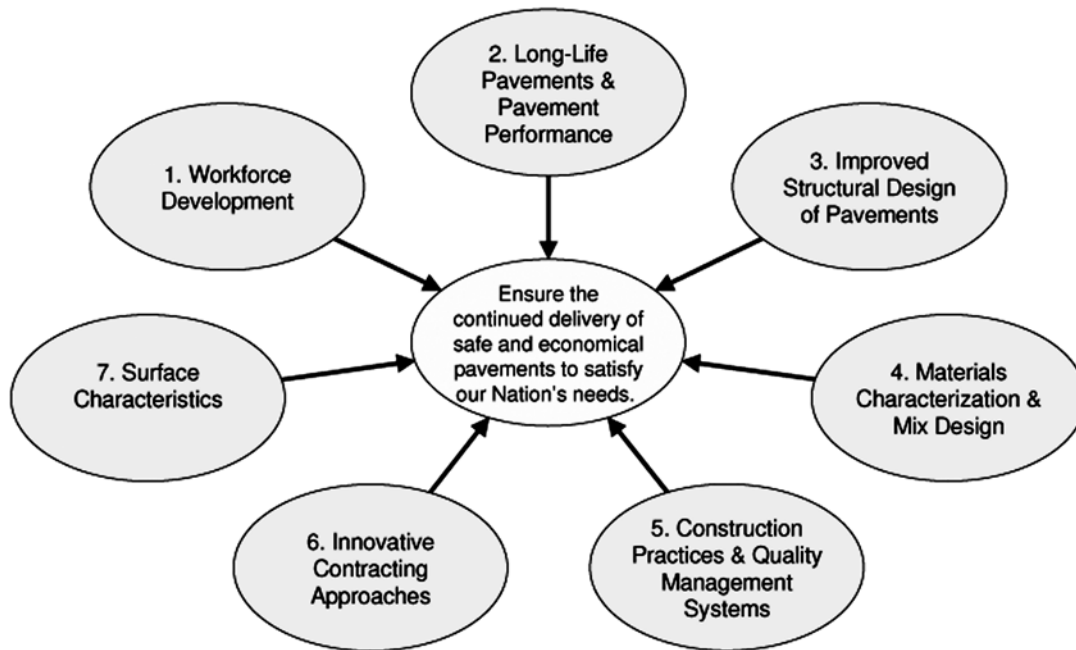 1. Workforce
Development
2. Long-Life
Pavements &
Pavement
Performance
3. Improved
Structural Design
of Pavements
4. Materials
Characterization &
Mix Design
5. Construction
Practices & Quality
Management
Systems
6. Innovative
Contracting
Approaches
7. Surface
Characteristics
Ensure the
continued delivery of
safe and economical
pavements to satisfy
our Nation's needs.